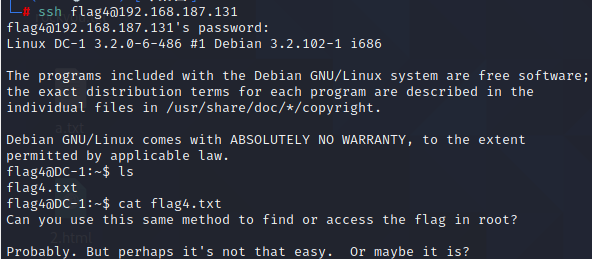 └─# ssh flag4@192.168.187.131
flag4@192.168.187.131's password:
Linux DC-1 3.2.0-6-486 #1 Debian 3.2.102-1 i686
The programs included with the Debian GNU/Linux system are free software;
the exact distribution terms for each program are described in the
individual files in /usr/share/doc/*/copyright.
Debian GNU/Linux comes with ABSOLUTELY NO WARRANTY, to the extent
permitted by applicable law.
flag4@DC-1:~$ ls
flag4.txt
flag4@DC-1:~$ cat flag4.txt
Can you use this same method to find or access the flag in root?
2.html
Probably. But perhaps it's not that easy.  Or maybe it is?